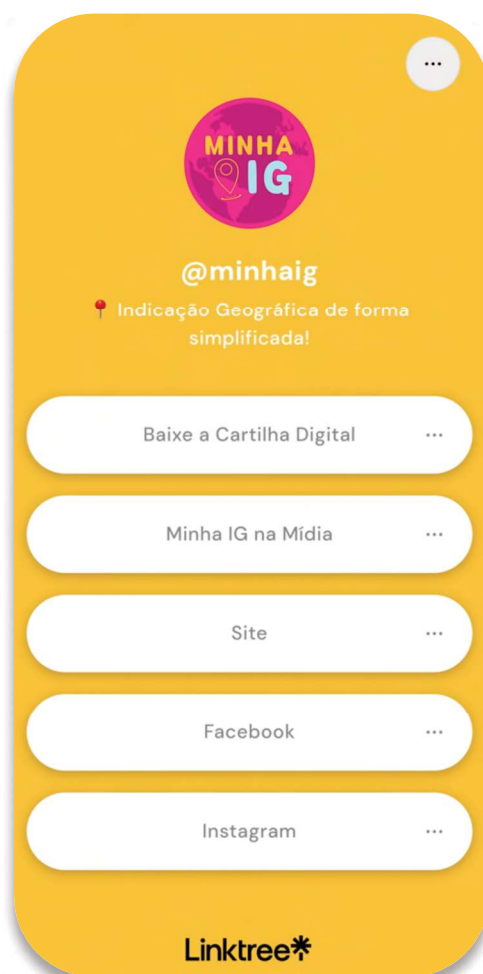 ...
MINHA
IG
@minhaig
📍 Indicação Geográfica de forma
simplificada!
Baixe a Cartilha Digital ...
Minha IG na Mídia ...
Site ...
Facebook ...
Instagram ...
Linktree*